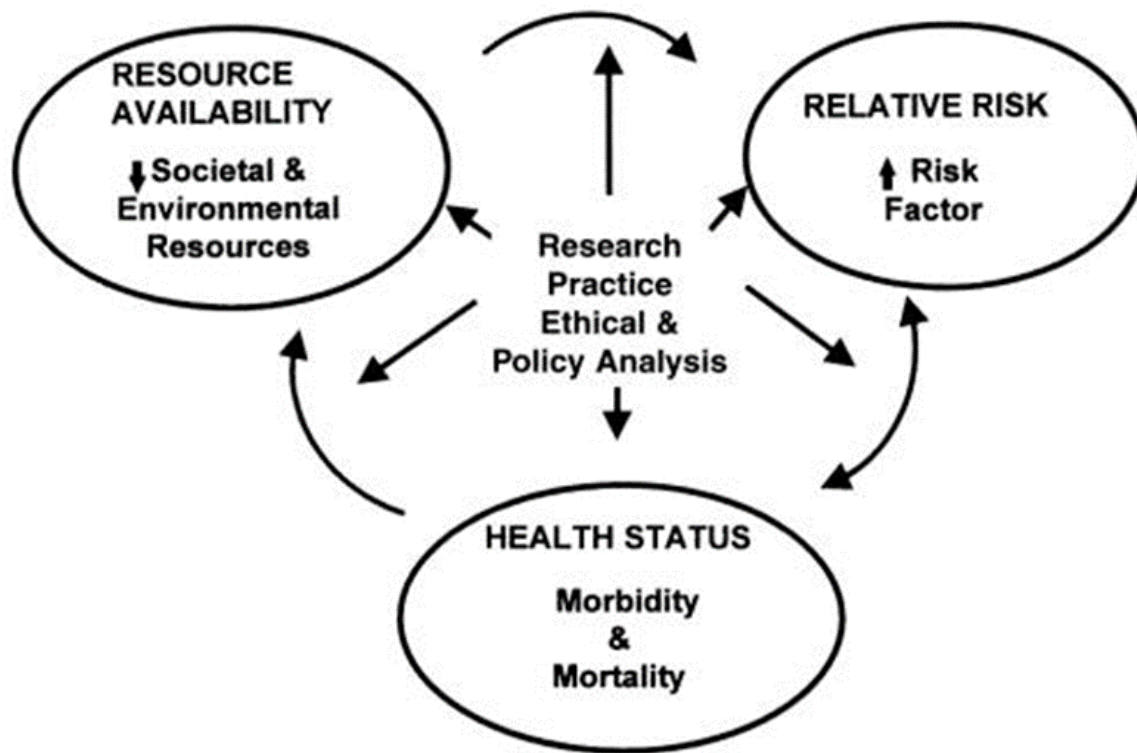 RESOURCE
AVAILABILITY
Societal &
Environmental
Resources
RELATIVE RISK
Risk
Factor
Research
Practice
Ethical &
Policy Analysis
HEALTH STATUS
Morbidity
&
Mortality